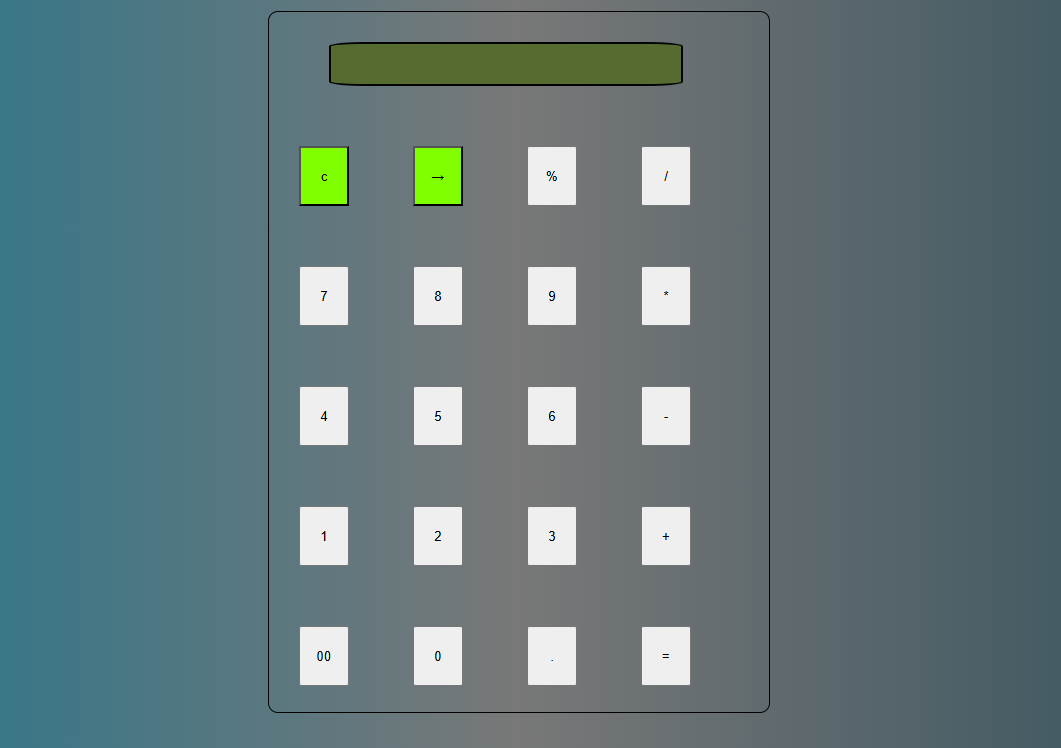 c → % /
7 8 9 *
4 5 6 -
1 2 3 +
00 0 . =